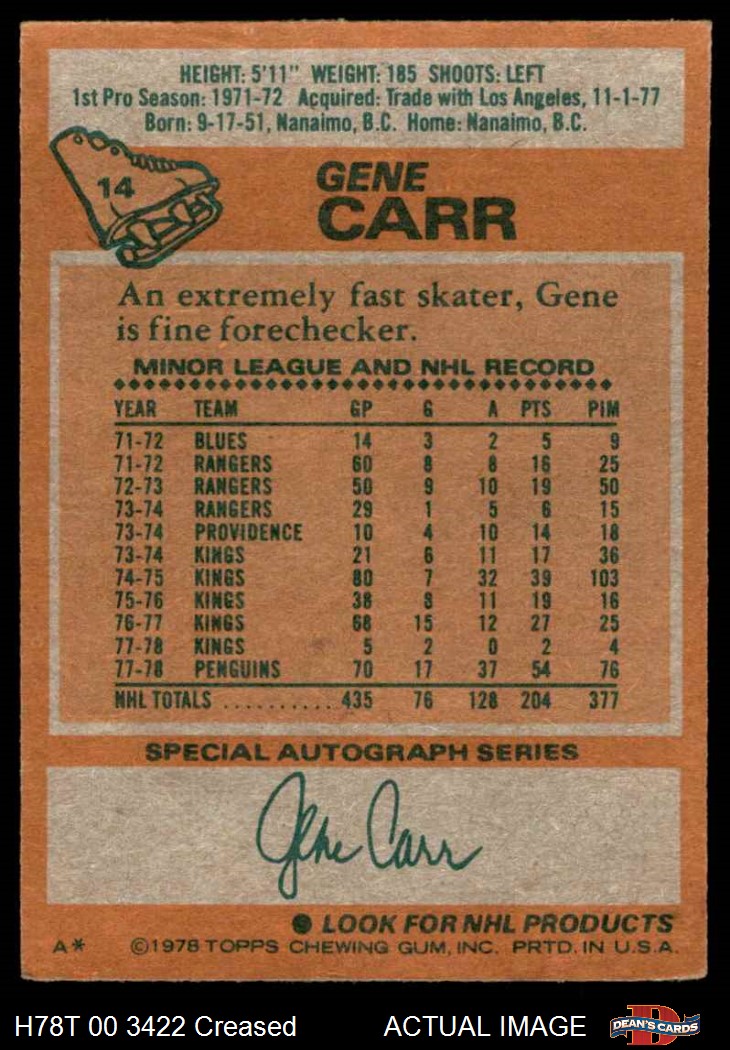 HEIGHT: 5'11" WEIGHT: 185 SHOOTS: LEFT
1st Pro Season: 1971-72 Acquired: Trade with Los Angeles, 11-1-77
Born: 9-17-51, Nanaimo, B.C. Home: Nanaimo, B.C.
14
GENE
CARR
An extremely fast skater, Gene
is fine forechecker.
MINOR LEAGUE AND NHL RECORD
YEAR TEAM GP G A PTS PIM
71-72 BLUES 14 3 2 5 9
71-72 RANGERS 60 8 8 16 25
72-73 RANGERS 50 9 10 19 50
73-74 RANGERS 29 1 5 6 15
73-74 PROVIDENCE 10 4 10 14 18
73-74 KINGS 21 6 11 17 36
74-75 KINGS 80 7 32 39 103
75-76 KINGS 38 8 11 19 16
76-77 KINGS 68 15 12 27 25
77-78 KINGS 5 2 0 2 4
77-78 PENGUINS 70 17 37 54 76
NHL TOTALS .......... 435 76 128 204 377
SPECIAL AUTOGRAPH SERIES
Gene Carr
LOOK FOR NHL PRODUCTS
A* ©1978 TOPPS CHEWING GUM, INC. PRTD. IN U.S.A.
H78T 00 3422 Creased ACTUAL IMAGE DEAN'S CARDS